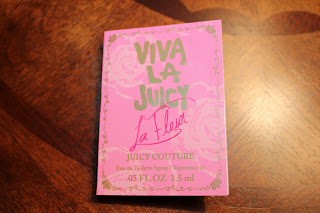 VIVA
LA
JUICY
La Fleur
JUICY COUTURE
Eau de Toilette Spray / Vaporisateur
.05 FL OZ 1.5 ml